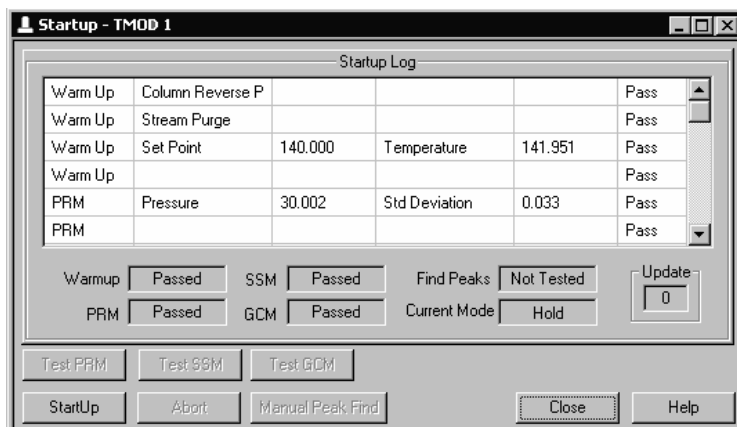 Startup - TMOD 1
Startup Log
Warm Up Column Reverse P Pass
Warm Up Stream Purge Pass
Warm Up Set Point 140.000 Temperature 141.951 Pass
Warm Up Pass
PRM Pressure 30.002 Std Deviation 0.033 Pass
PRM Pass
Warmup Passed SSM Passed Find Peaks Not Tested Update
PRM Passed GCM Passed Current Mode Hold 0
Test PRM Test SSM Test GCM
StartUp Abort Manual Peak Find Close Help